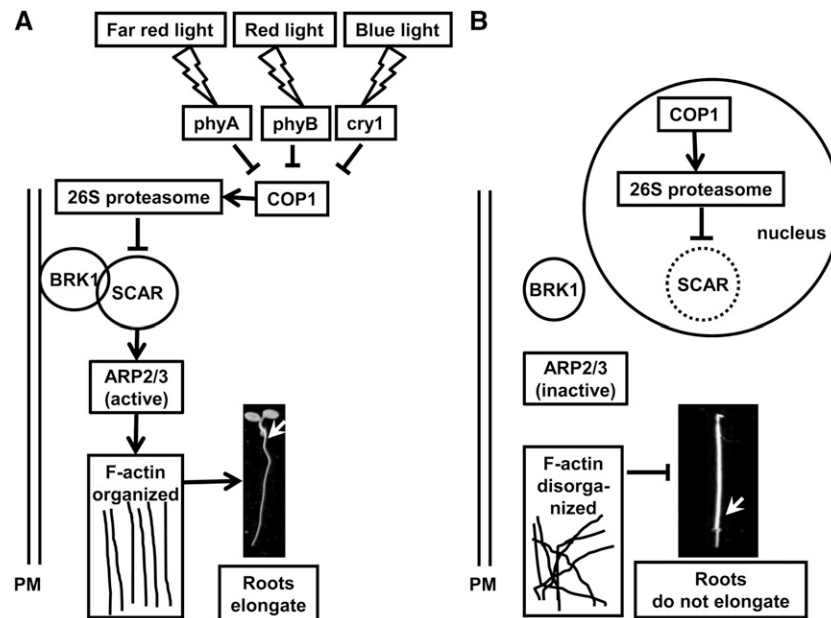 A
Far red light
Red light
Blue light
phyA
phyB
cry1
26S proteasome
COP1
BRK1
SCAR
ARP2/3
(active)
F-actin
organized
Roots
elongate
PM
B
COP1
26S proteasome
nucleus
SCAR
BRK1
ARP2/3
(inactive)
F-actin
disorga-
nized
Roots
do not elongate
PM